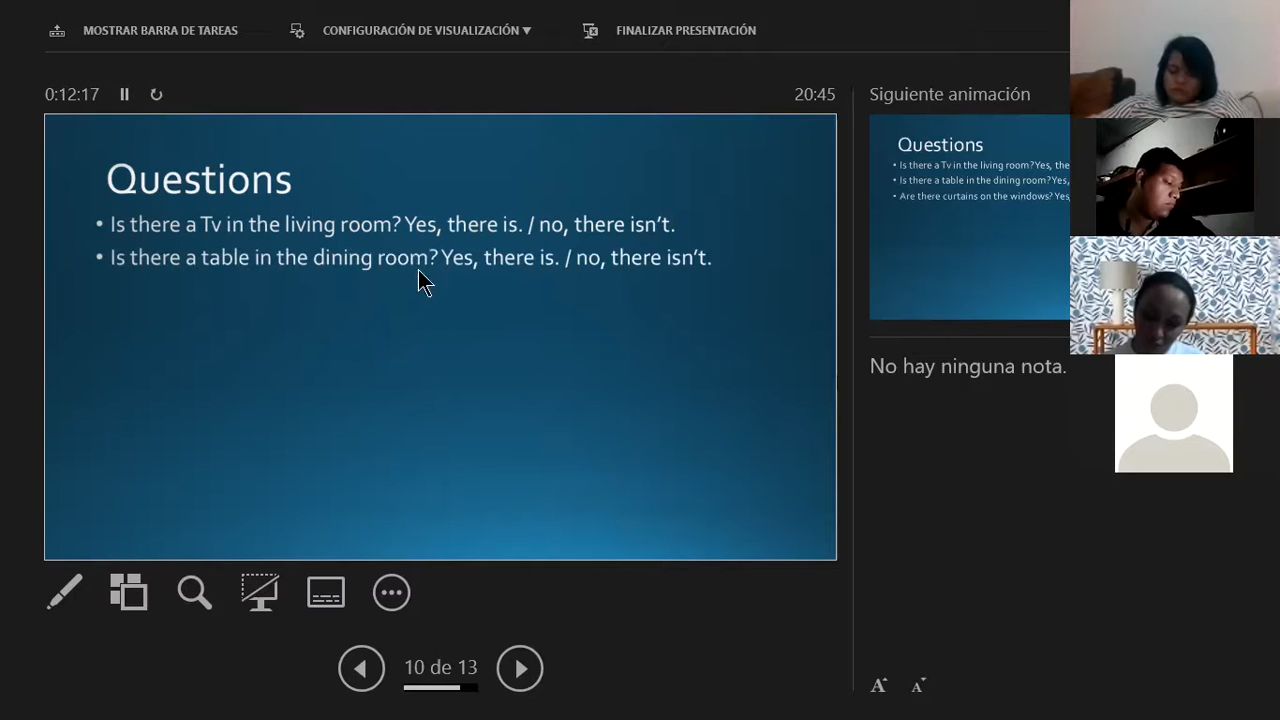 MOSTRAR BARRA DE TAREAS
CONFIGURACIÓN DE VISUALIZACIÓN ▼
FINALIZAR PRESENTACIÓN
0:12:17
20:45
Questions
• Is there a Tv in the living room? Yes, there is. / no, there isn't.
• Is there a table in the dining room? Yes, there is. / no, there isn't.
Siguiente animación
Questions
• Is there a Tv in the living room? Yes, the
• Is there a table in the dining room? Yes,
• Are there curtains on the windows? Yes,
No hay ninguna nota.
10 de 13
A A